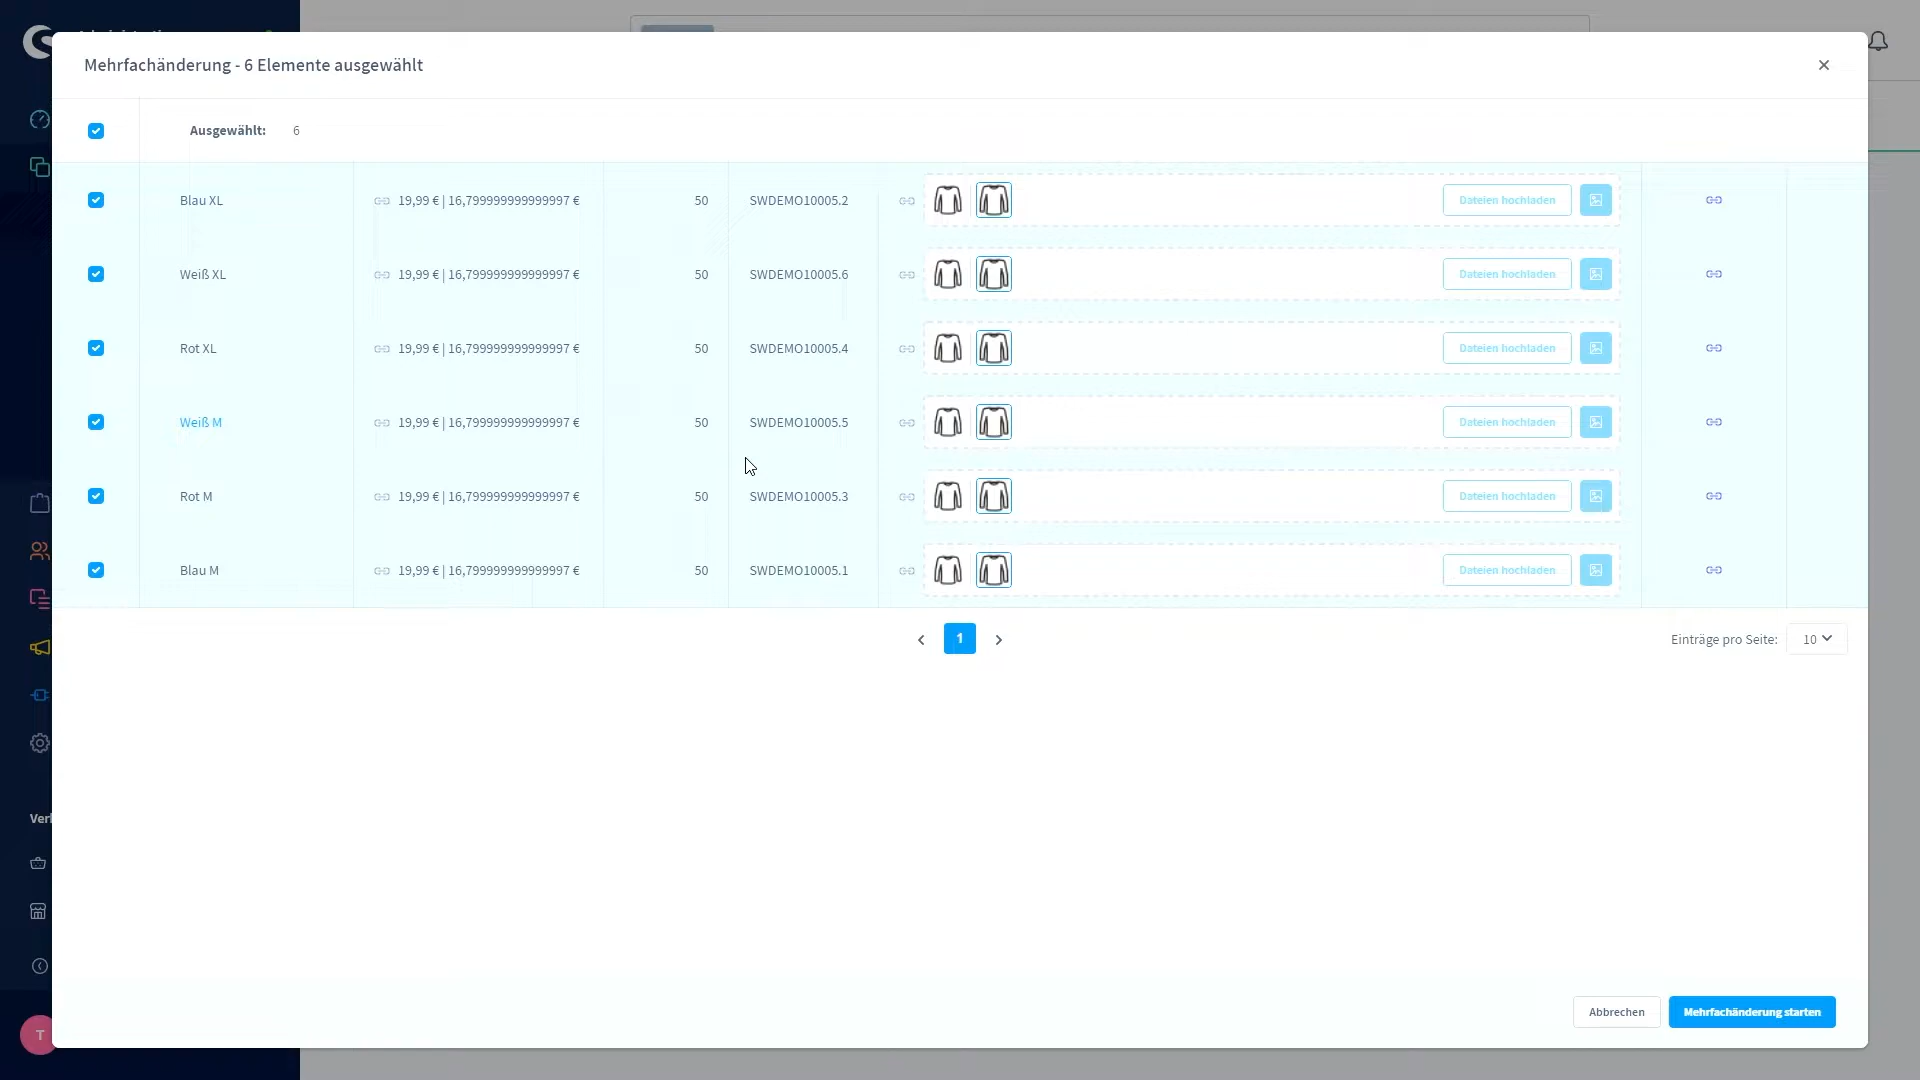 Mehrfachänderung - 6 Elemente ausgewählt
Ausgewählt: 6
Blau XL 19,99 € | 16,799999999999997 € 50 SWDEMO10005.2 Dateien hochladen
Weiß XL 19,99 € | 16,799999999999997 € 50 SWDEMO10005.6 Dateien hochladen
Rot XL 19,99 € | 16,799999999999997 € 50 SWDEMO10005.4 Dateien hochladen
Weiß M 19,99 € | 16,799999999999997 € 50 SWDEMO10005.5 Dateien hochladen
Rot M 19,99 € | 16,799999999999997 € 50 SWDEMO10005.3 Dateien hochladen
Blau M 19,99 € | 16,799999999999997 € 50 SWDEMO10005.1 Dateien hochladen
1 Einträge pro Seite: 10
Abbrechen Mehrfachänderung starten
T